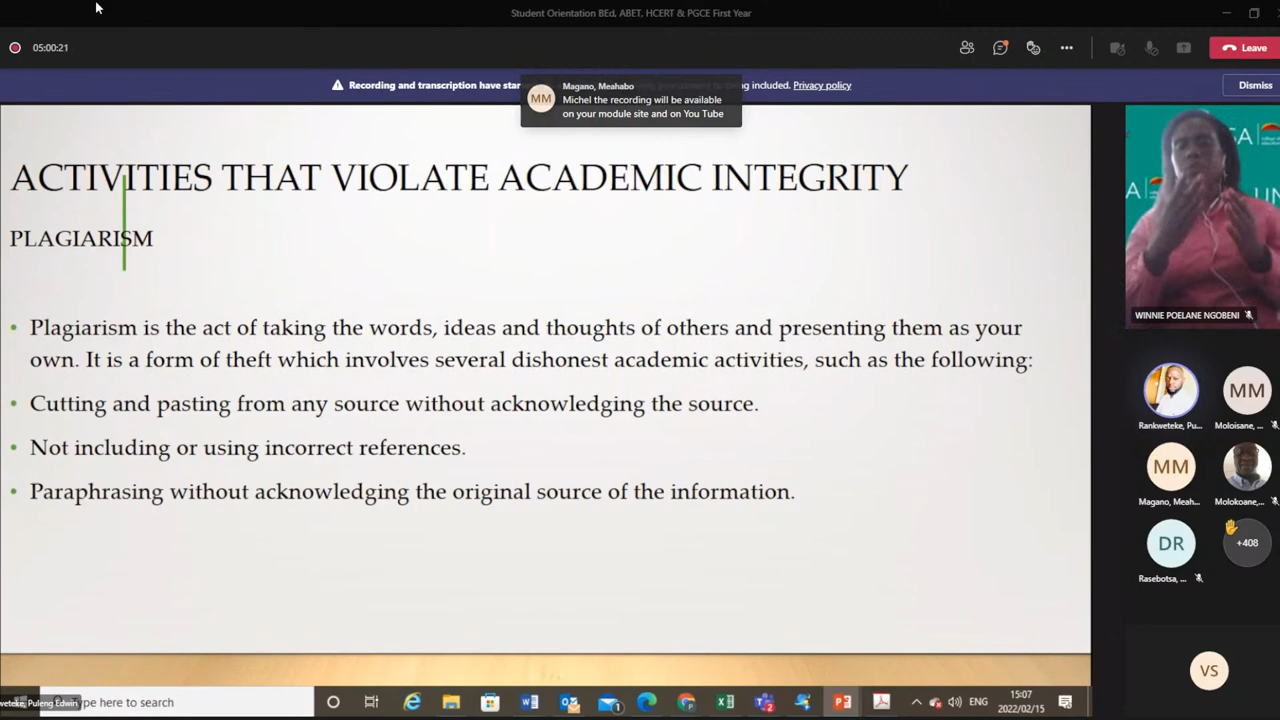 Student Orientation BEd, ABET, HCERT & PGCE First Year
05:00:21
Leave
Recording and transcription have star
being included. Privacy policy
Dismiss
MM
Magano, Meahabo
Michel the recording will be available
on your module site and on You Tube
ACTIVITIES THAT VIOLATE ACADEMIC INTEGRITY
PLAGIARISM
• Plagiarism is the act of taking the words, ideas and thoughts of others and presenting them as your
own. It is a form of theft which involves several dishonest academic activities, such as the following:
• Cutting and pasting from any source without acknowledging the source.
• Not including or using incorrect references.
• Paraphrasing without acknowledging the original source of the information.
WINNIE POELANE NGOBENI
Rankweteke, Pu...
MM
Moloisane, ...
MM
Magano, Meah...
Molokoane, ...
DR
Rasebotsa, ...
+408
VS
weteke, Puleng Edwin
Type here to search
ENG
15:07
2022/02/15